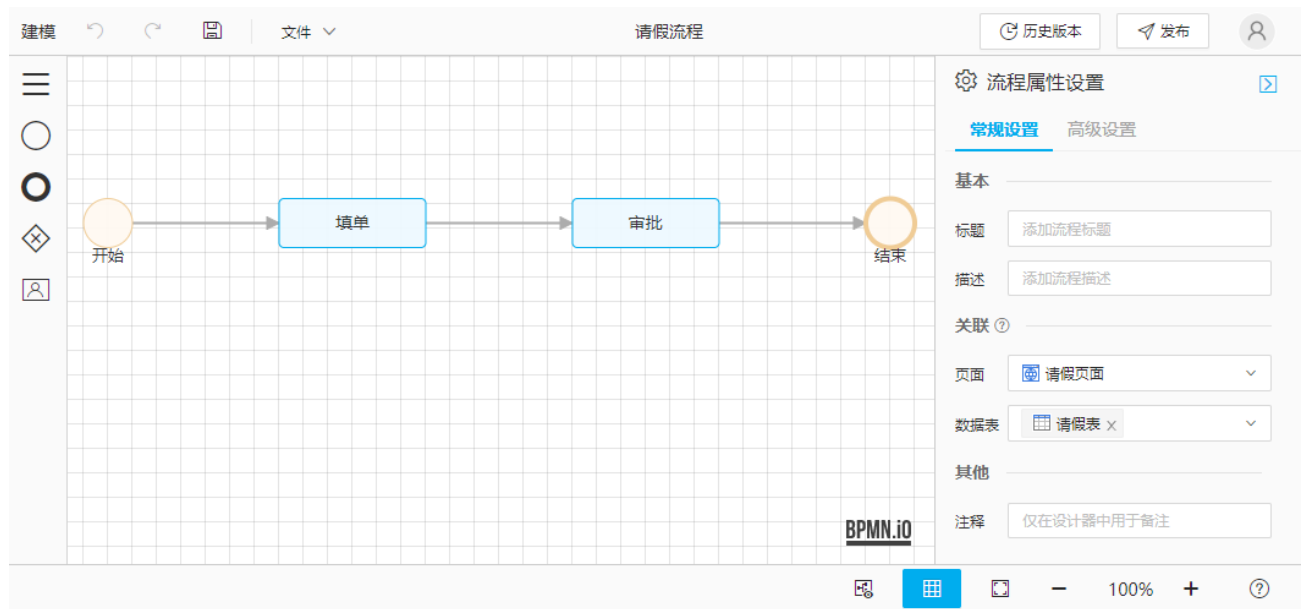 建模 文件 请假流程 历史版本 发布
流程属性设置
常规设置 高级设置
基本
标题 添加流程标题
描述 添加流程描述
关联
页面 请假页面
数据表 请假表 x
其他
注释 仅在设计器中用于备注
开始 填单 审批 结束
BPMN.iO
100%